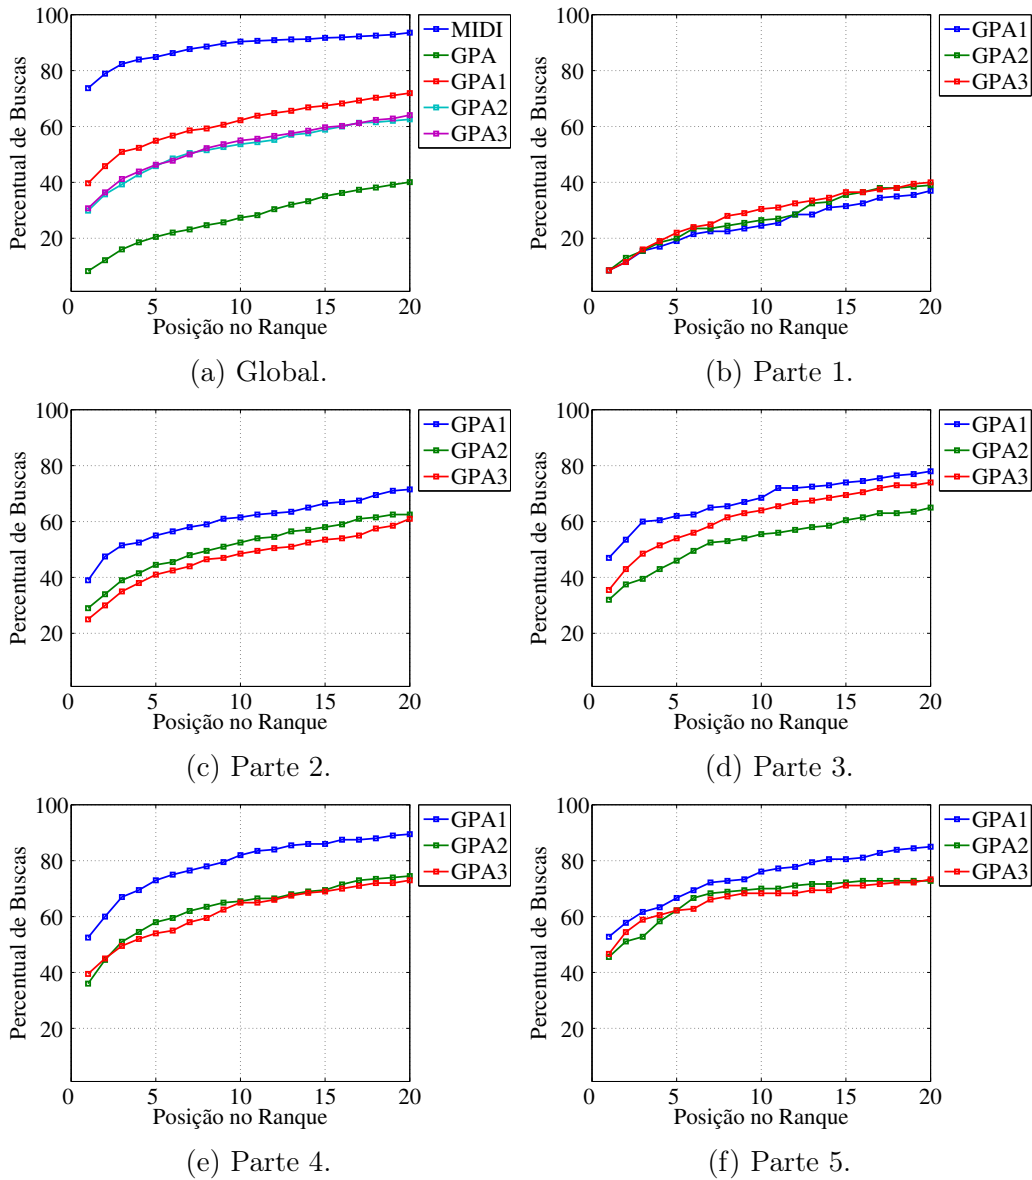 100
80
60
40
20
0
5
10
15
20
Percentual de Buscas
Posição no Ranque
MIDI
GPA
GPA1
GPA2
GPA3
(a) Global.
100
80
60
40
20
0
5
10
15
20
Percentual de Buscas
Posição no Ranque
GPA1
GPA2
GPA3
(b) Parte 1.
100
80
60
40
20
0
5
10
15
20
Percentual de Buscas
Posição no Ranque
GPA1
GPA2
GPA3
(c) Parte 2.
100
80
60
40
20
0
5
10
15
20
Percentual de Buscas
Posição no Ranque
GPA1
GPA2
GPA3
(d) Parte 3.
100
80
60
40
20
0
5
10
15
20
Percentual de Buscas
Posição no Ranque
GPA1
GPA2
GPA3
(e) Parte 4.
100
80
60
40
20
0
5
10
15
20
Percentual de Buscas
Posição no Ranque
GPA1
GPA2
GPA3
(f) Parte 5.